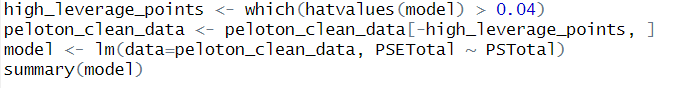 high_leverage_points <- which(hatvalues(model) > 0.04)
peloton_clean_data <- peloton_clean_data[-high_leverage_points, ]
model <- lm(data=peloton_clean_data, PSETotal ~ PSTotal)
summary(model)